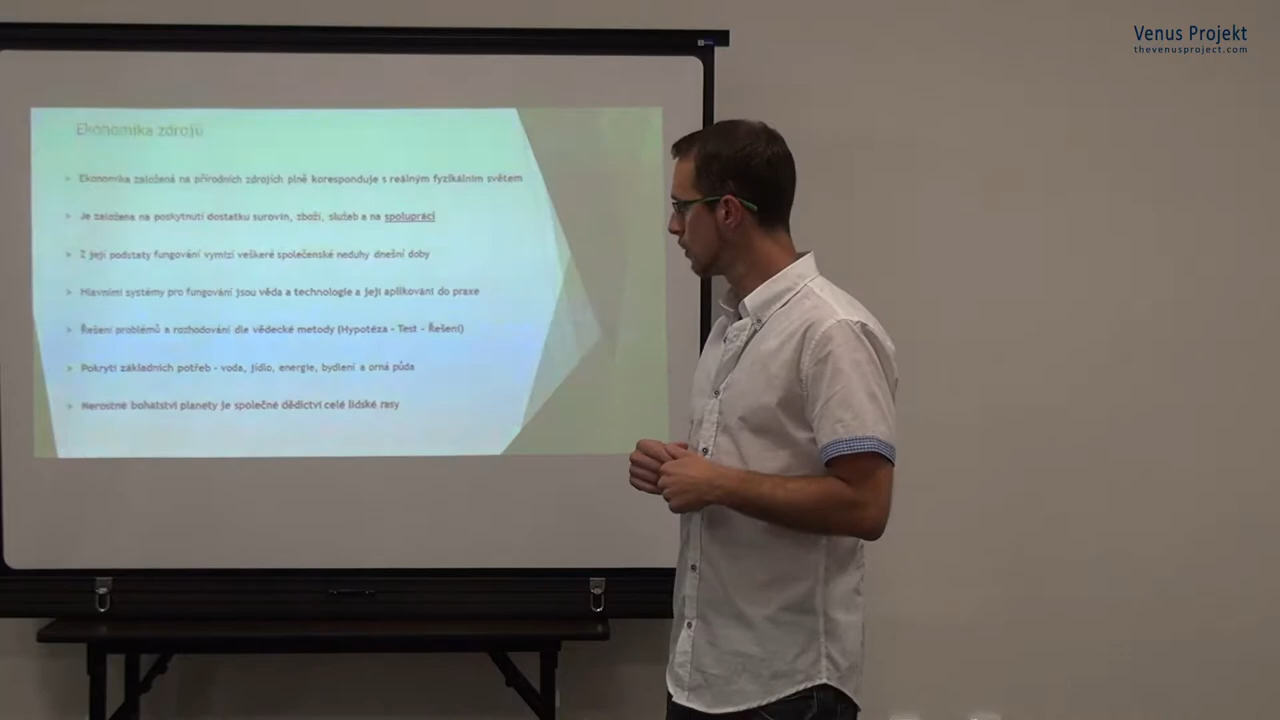 Venus Projekt
thevenusproject.com
Ekonomika zdrojů
Ekonomika založená na přírodních zdrojích plně koresponduje s reálným fyzikálním světem
Je založena na poskytnutí dostatku surovin, zboží, služeb a na spolupráci
Z její podstaty fungování vymizí veškeré společenské neduhy dnešní doby
Hlavními systémy pro fungování jsou věda a technologie a její aplikování do praxe
Řešení problémů a rozhodování dle vědecké metody (Hypotéza - Test - Řešení)
Pokrytí základních potřeb - voda, jídlo, energie, bydlení a orná půda
Nerostné bohatství planety je společné dědictví celé lidské rasy